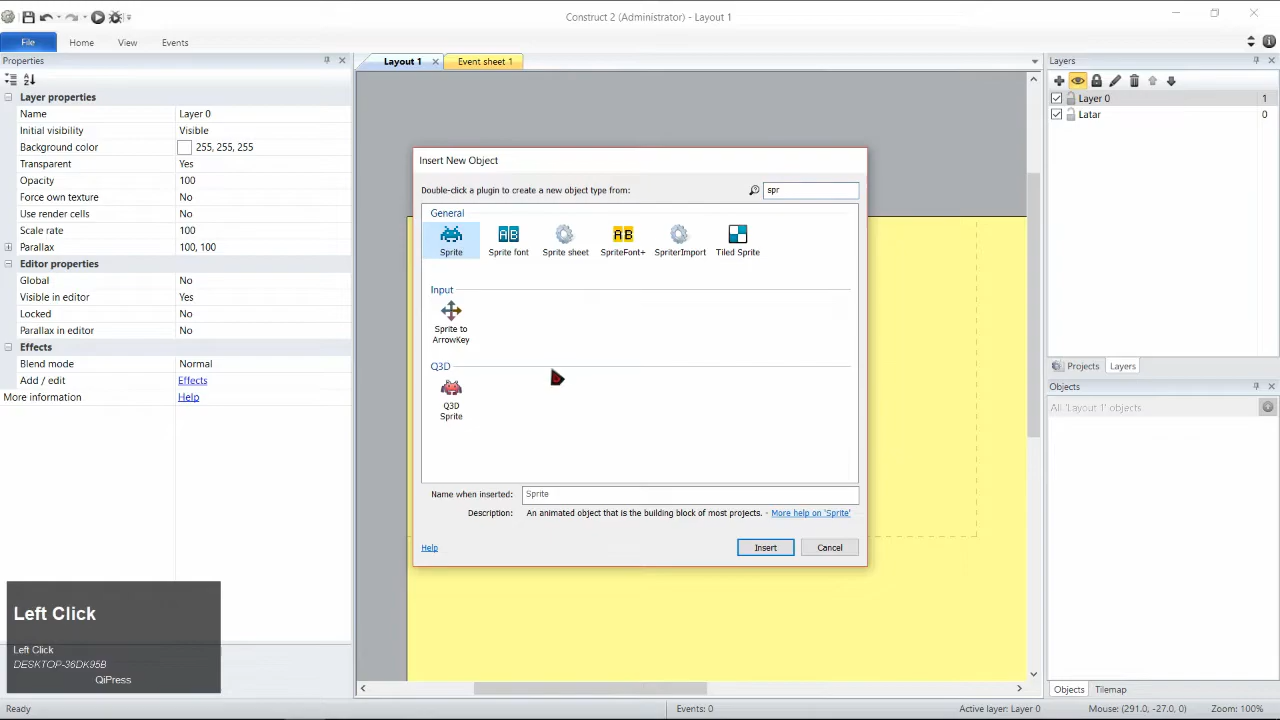 Construct 2 (Administrator) - Layout 1
File Home View Events
Properties
Layout 1 Event sheet 1
Layers
Layer properties
Name Layer 0
Initial visibility Visible
Background color 255, 255, 255
Transparent Yes
Opacity 100
Force own texture No
Use render cells No
Scale rate 100
Parallax 100, 100
Editor properties
Global No
Visible in editor Yes
Locked No
Parallax in editor No
Effects
Blend mode Normal
Add / edit Effects
More information Help
Insert New Object
Double-click a plugin to create a new object type from:
spr
General
Sprite
Sprite font
Sprite sheet
SpriteFont+
SpriterImport
Tiled Sprite
Input
Sprite to
ArrowKey
Q3D
Q3D
Sprite
Name when inserted: Sprite
Description: An animated object that is the building block of most projects. - More help on 'Sprite'
Help
Insert
Cancel
Layer 0 1
Latar 0
Projects Layers
Objects
All 'Layout 1' objects
Objects Tilemap
Left Click
Left Click
DESKTOP-36DK95B
QiPress
Ready
Events: 0
Active layer: Layer 0
Mouse: (291.0, -27.0, 0)
Zoom: 100%